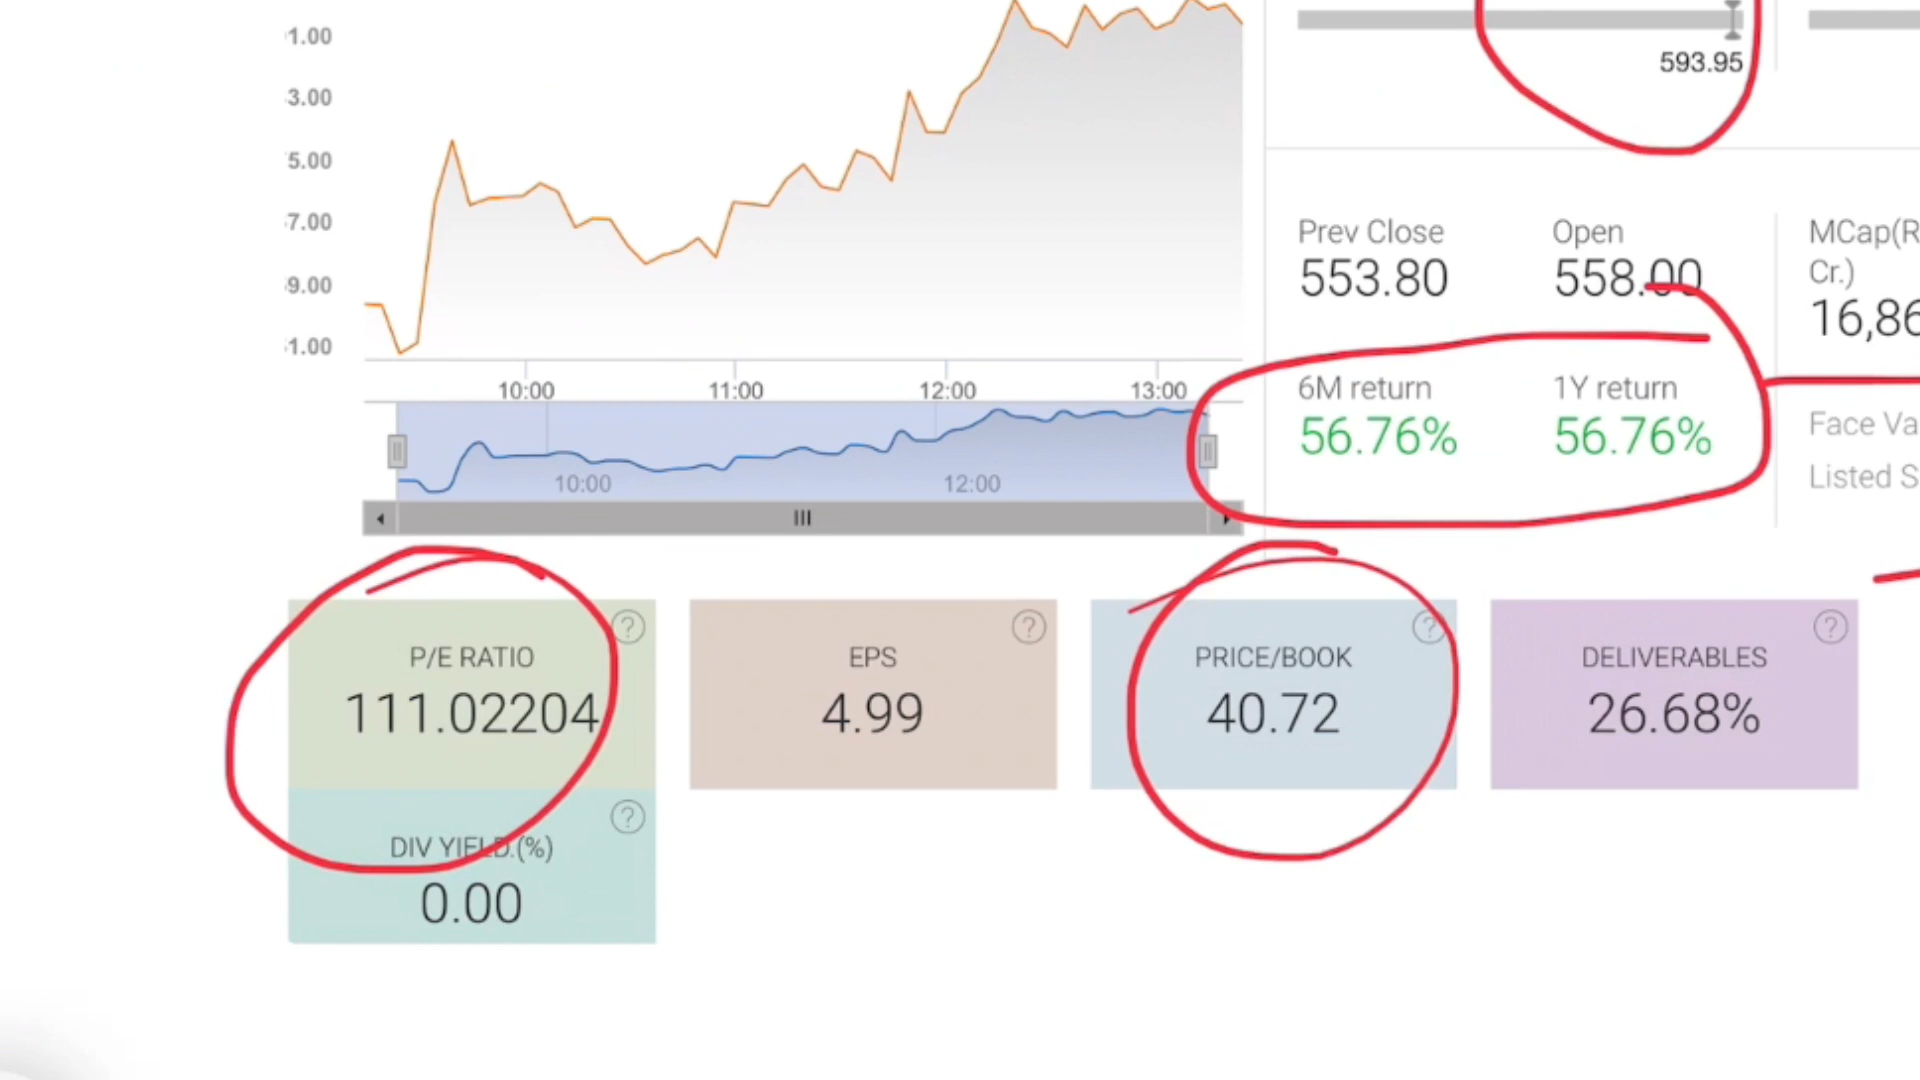 1.00
593.95
3.00
5.00
7.00
Prev Close
Open
MCap(R
553.80
558.00
Cr.)
9.00
16,86
1.00
10:00
11:00
12:00
13:00
6M return
1Y return
56.76%
56.76%
Face Va
Listed S
10:00
12:00
P/E RATIO
111.02204
EPS
4.99
PRICE/BOOK
40.72
DELIVERABLES
26.68%
DIV YIELD.(%)
0.00